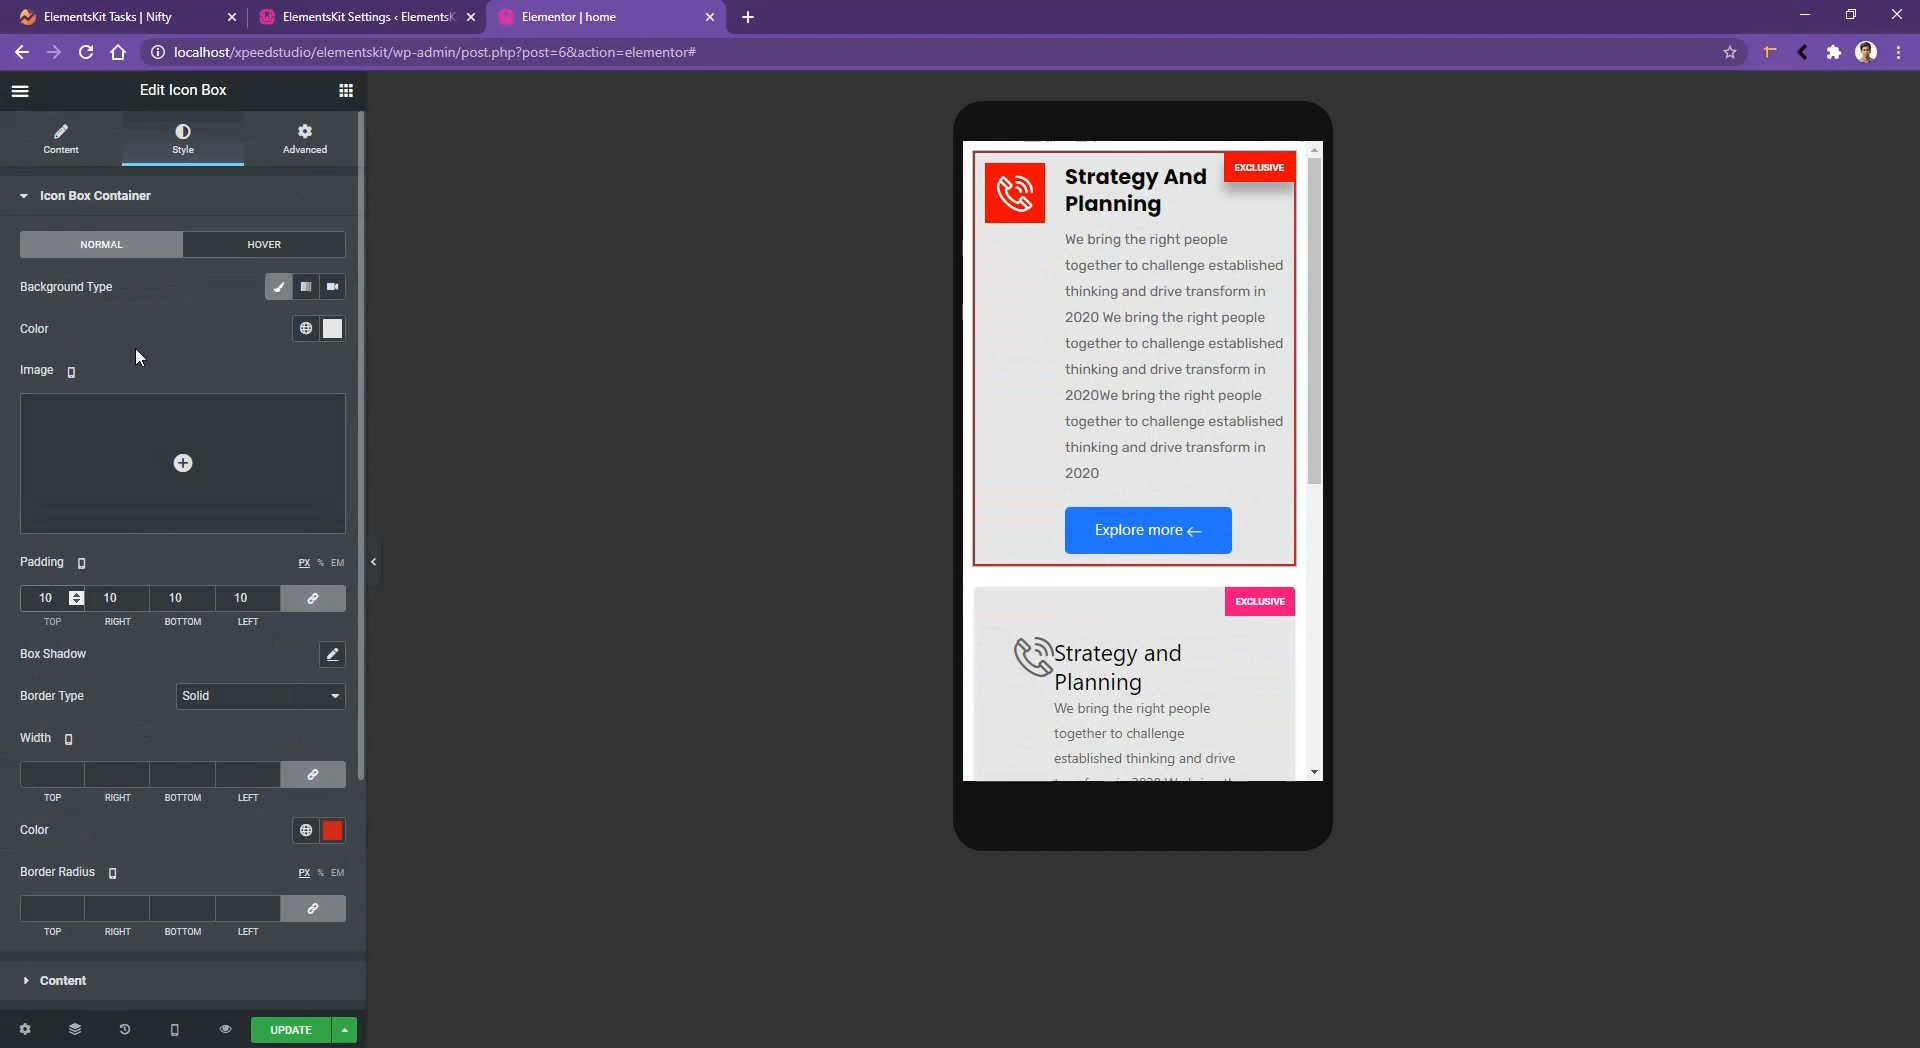 ElementsKit Tasks | Nifty
ElementsKit Settings ‹ ElementsK
Elementor | home
localhost/xpeedstudio/elementskit/wp-admin/post.php?post=6&action=elementor#
Edit Icon Box
Content
Style
Advanced
Icon Box Container
NORMAL
HOVER
Background Type
Color
Image
Padding
PX % EM
10 10 10 10
TOP RIGHT BOTTOM LEFT
Box Shadow
Border Type
Solid
Width
TOP RIGHT BOTTOM LEFT
Color
Border Radius
PX % EM
TOP RIGHT BOTTOM LEFT
Content
UPDATE
EXCLUSIVE
Strategy And
Planning
We bring the right people
together to challenge established
thinking and drive transform in
2020 We bring the right people
together to challenge established
thinking and drive transform in
2020We bring the right people
together to challenge established
thinking and drive transform in
2020
Explore more
EXCLUSIVE
Strategy and
Planning
We bring the right people
together to challenge
established thinking and drive